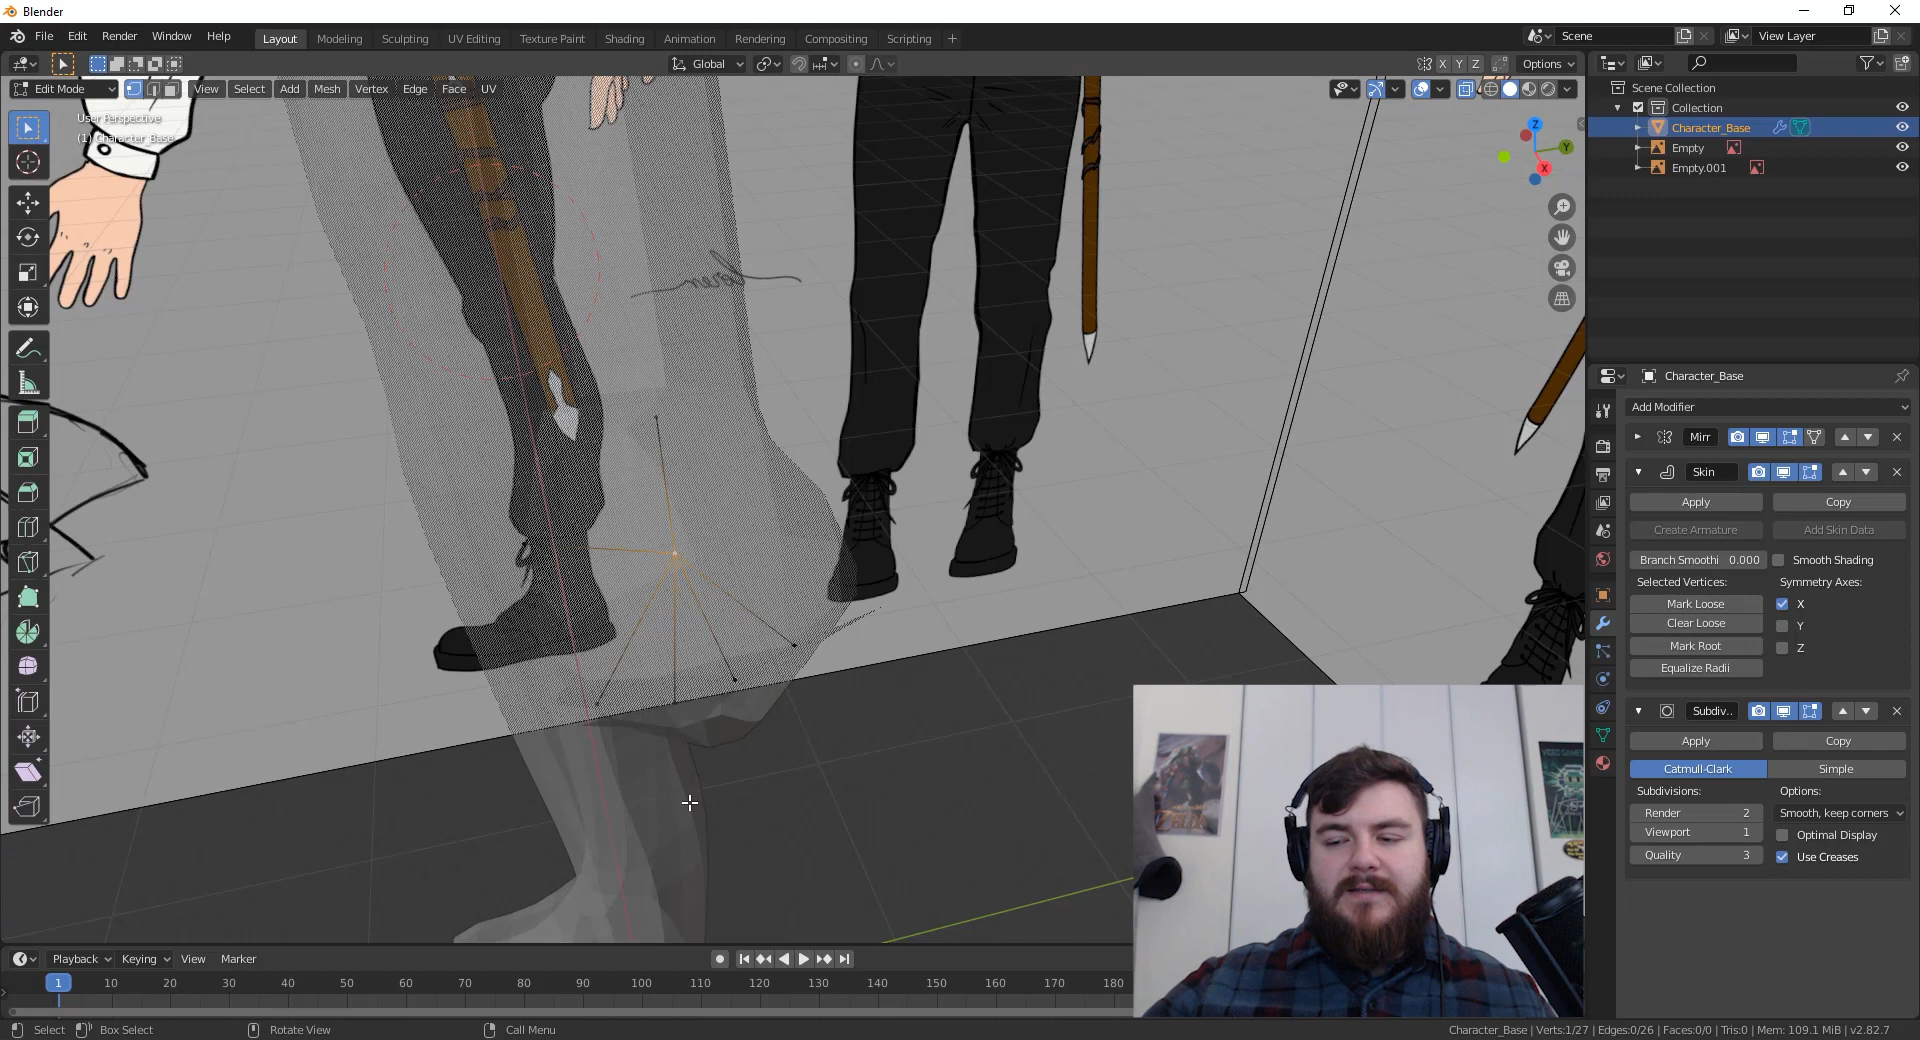 Blender
File Edit Render Window Help
Layout Modeling Sculpting UV Editing Texture Paint Shading Animation Rendering Compositing Scripting +
Scene
View Layer
Global
X Y Z
Options
Edit Mode
View Select Add Mesh Vertex Edge Face UV
User Perspective
(1) Character_Base
Z
Y
X
Scene Collection
Collection
Character_Base
Empty
Empty.001
Character_Base
Add Modifier
Mirr
Skin
Apply Copy
Create Armature Add Skin Data
Branch Smoothi 0.000 Smooth Shading
Selected Vertices: Symmetry Axes:
Mark Loose X
Clear Loose Y
Mark Root Z
Equalize Radii
Subdiv..
Apply Copy
Catmull-Clark Simple
Subdivisions: Options:
Render 2 Smooth, keep corners
Viewport 1 Optimal Display
Quality 3 Use Creases
ZELDA
VIDEO GAMES
Playback Keying View Marker
1 10 20 30 40 50 60 70 80 90 100 110 120 130 140 150 160 170 180
Select Box Select Rotate View Call Menu
Character_Base | Verts:1/27 | Edges:0/26 | Faces:0/0 | Tris:0 | Mem: 109.1 MiB | v2.82.7